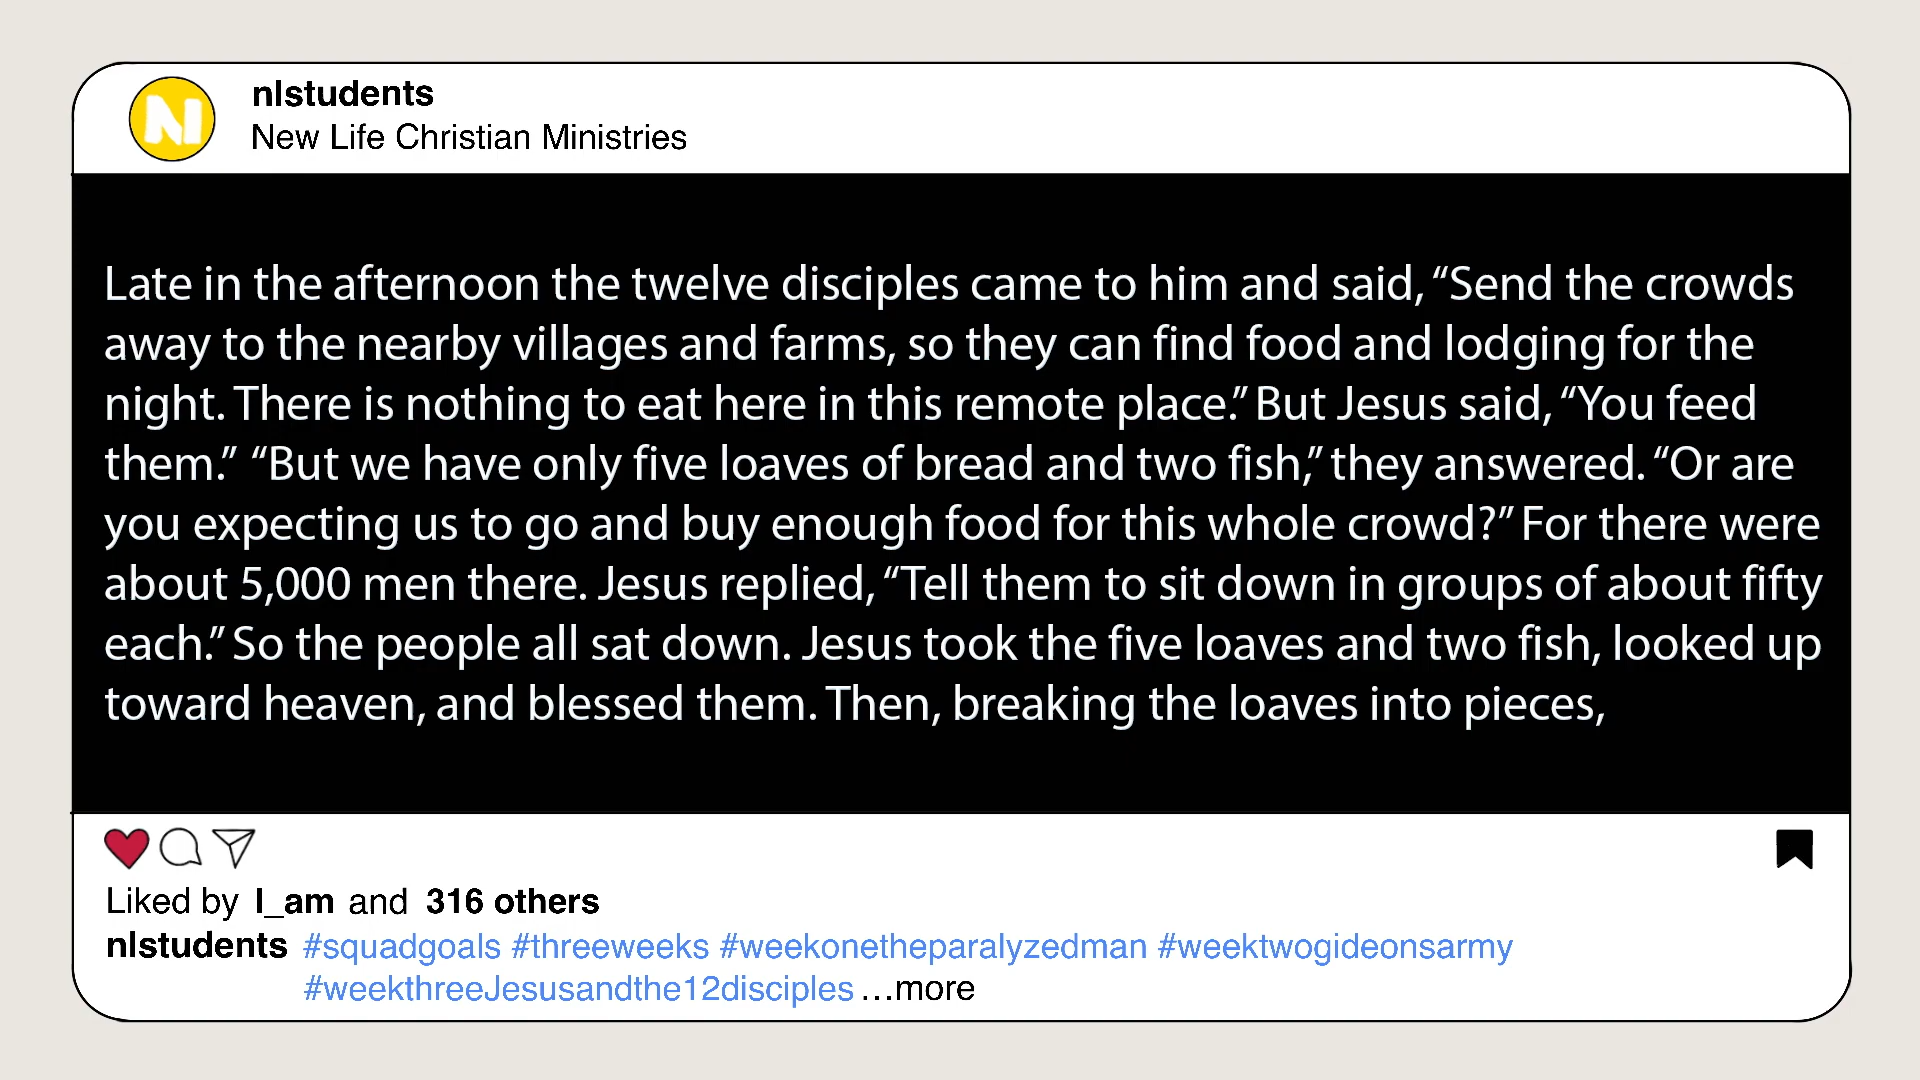 Nl
nlstudents
New Life Christian Ministries
Late in the afternoon the twelve disciples came to him and said, “Send the crowds
away to the nearby villages and farms, so they can find food and lodging for the
night. There is nothing to eat here in this remote place.” But Jesus said, “You feed
them.” “But we have only five loaves of bread and two fish,” they answered. “Or are
you expecting us to go and buy enough food for this whole crowd?” For there were
about 5,000 men there. Jesus replied, “Tell them to sit down in groups of about fifty
each.” So the people all sat down. Jesus took the five loaves and two fish, looked up
toward heaven, and blessed them. Then, breaking the loaves into pieces,
Liked by I_am and 316 others
nlstudents #squadgoals #threeweeks #weekonetheparalyzedman #weektwogideonsarmy
#weekthreeJesusandthe12disciples ...more